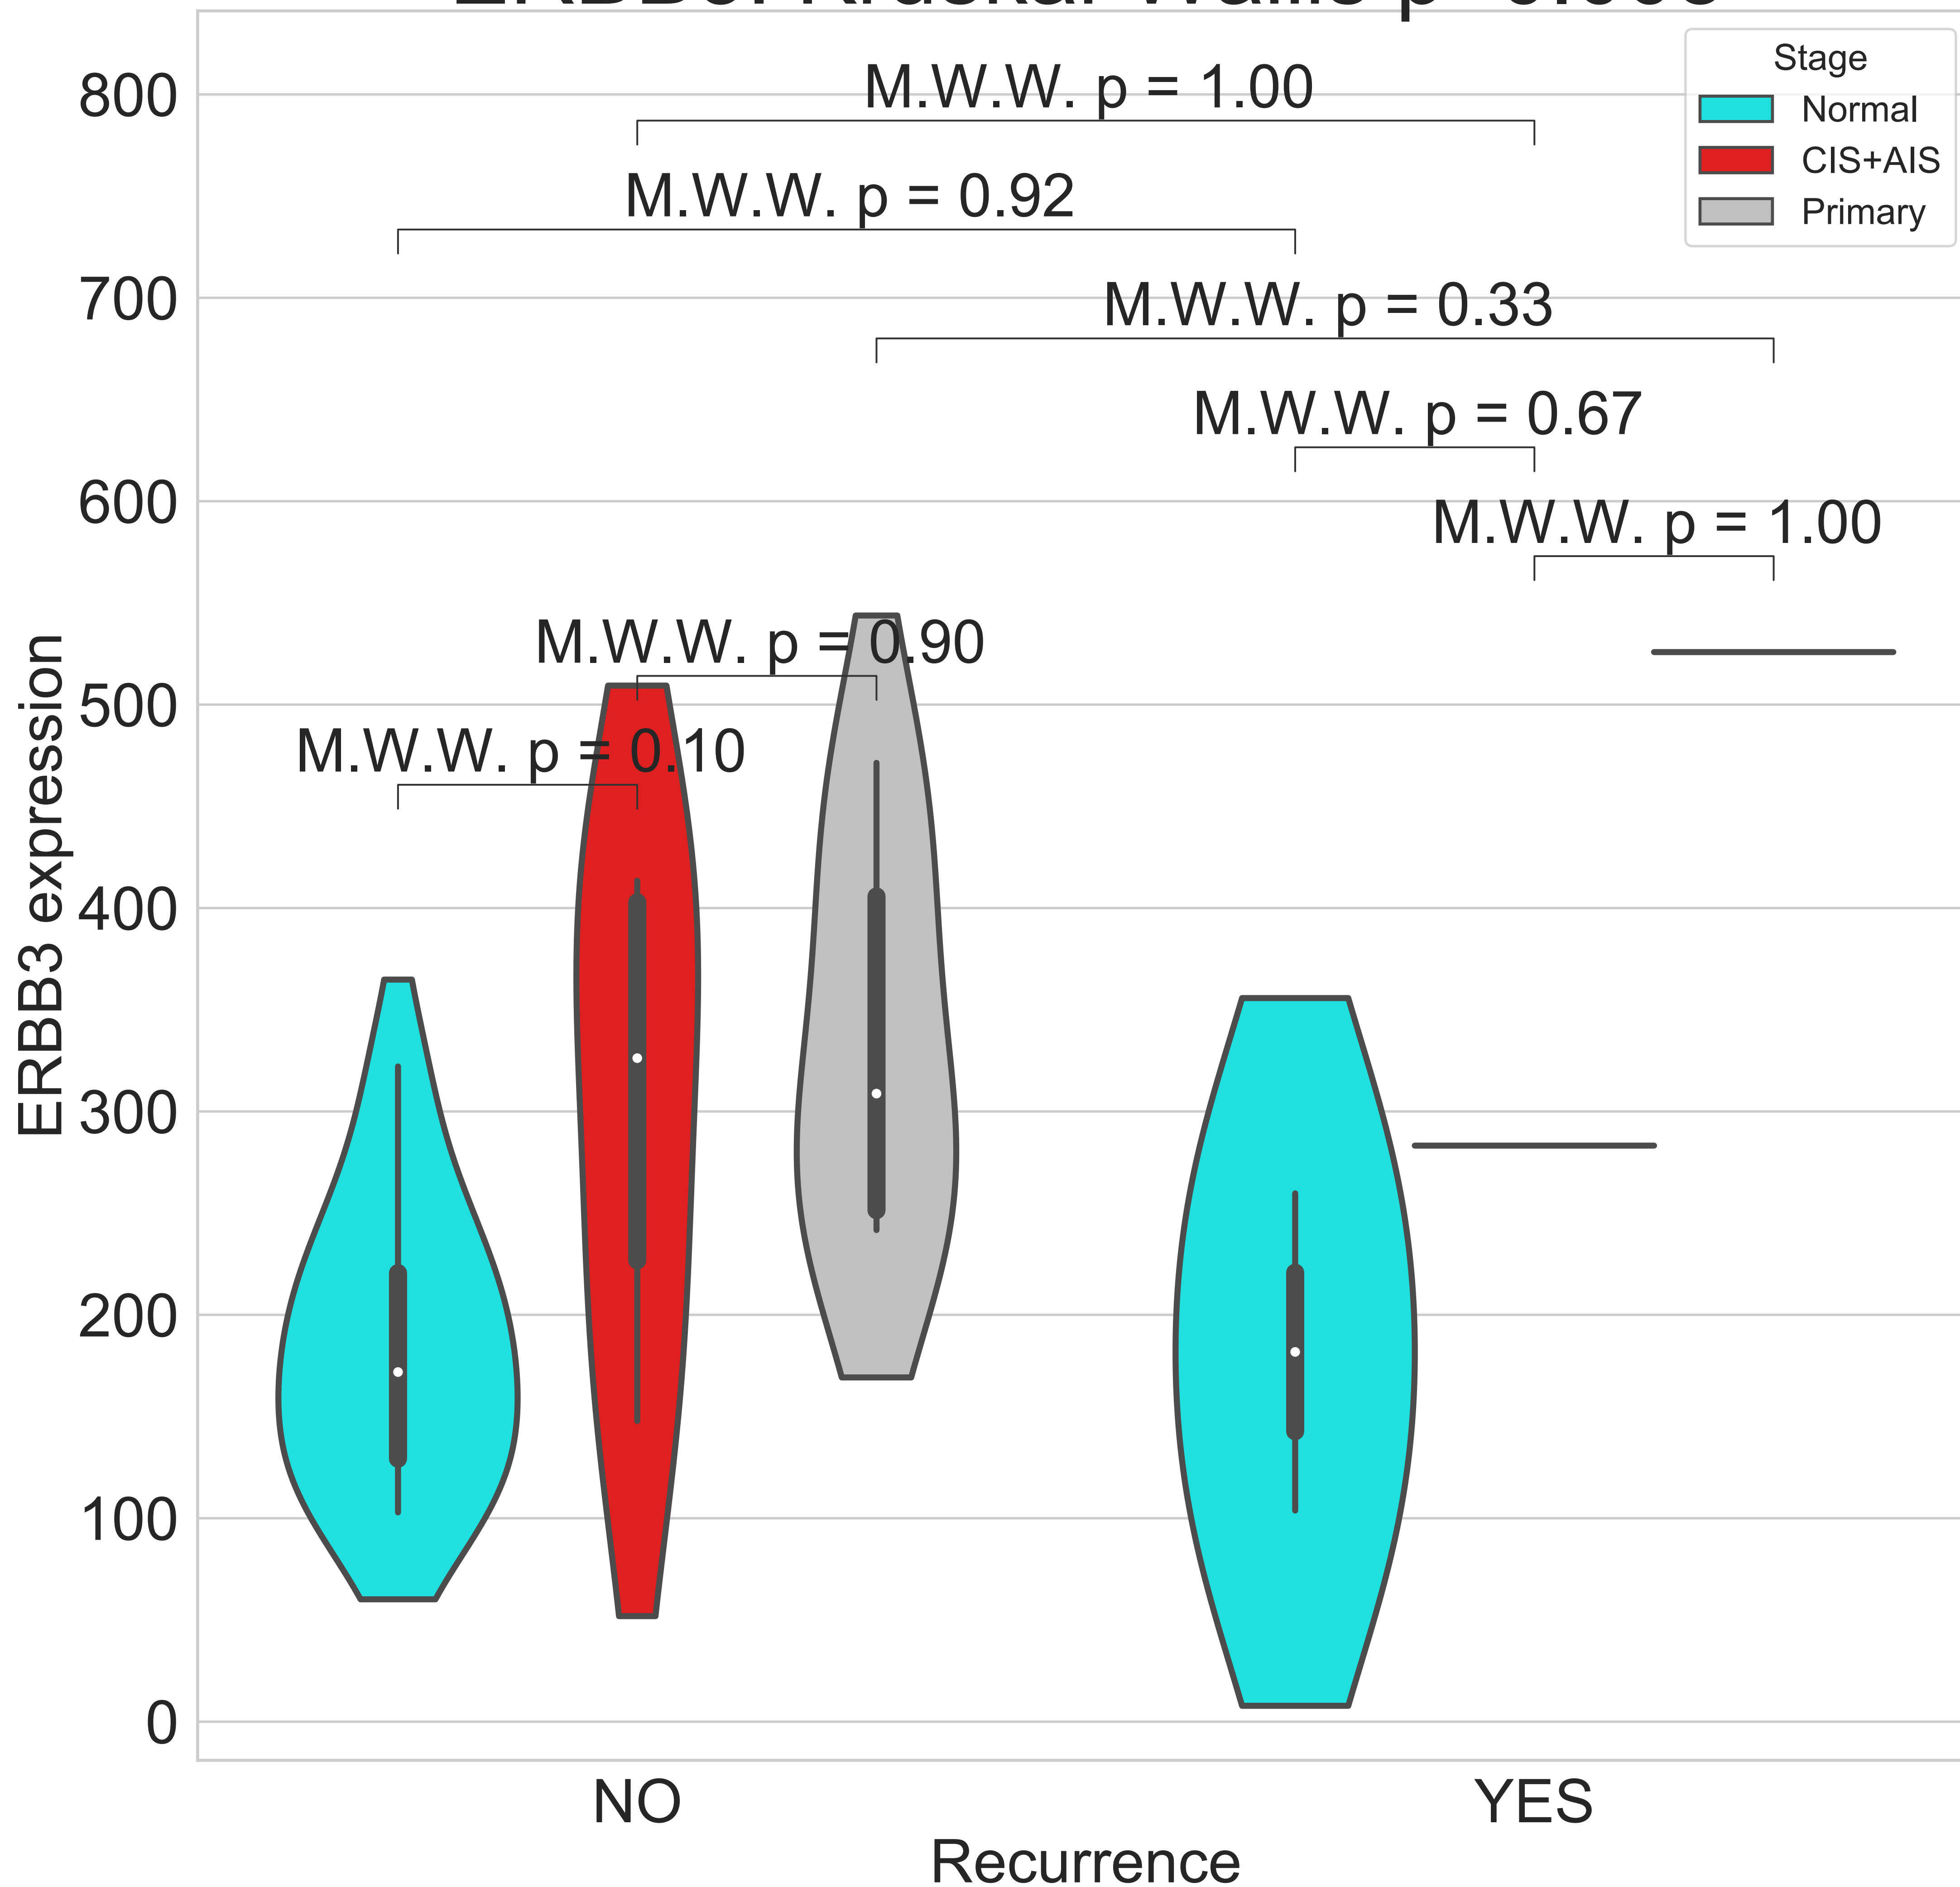 800
700
600
500
400
300
200
100
0
ERBB3 expression
M.W.W. p = 1.00
M.W.W. p = 0.92
M.W.W. p = 0.33
M.W.W. p = 0.67
M.W.W. p = 1.00
M.W.W. p = 0.90
M.W.W. p = 0.10
Stage
Normal
CIS+AIS
Primary
NO
YES
Recurrence